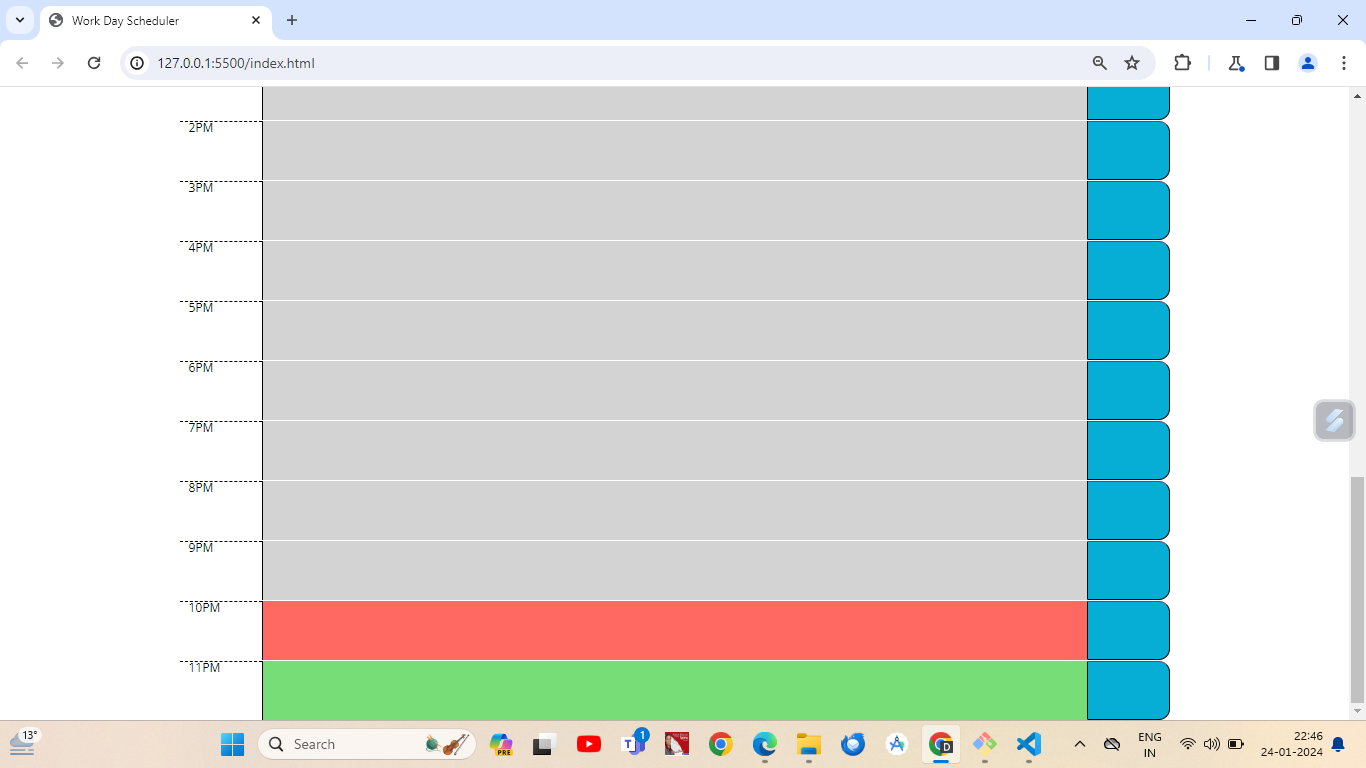 Work Day Scheduler
127.0.0.1:5500/index.html
2PM
3PM
4PM
5PM
6PM
7PM
8PM
9PM
10PM
11PM
13°
Search
PRE
1
D
ENG
IN
22:46
24-01-2024